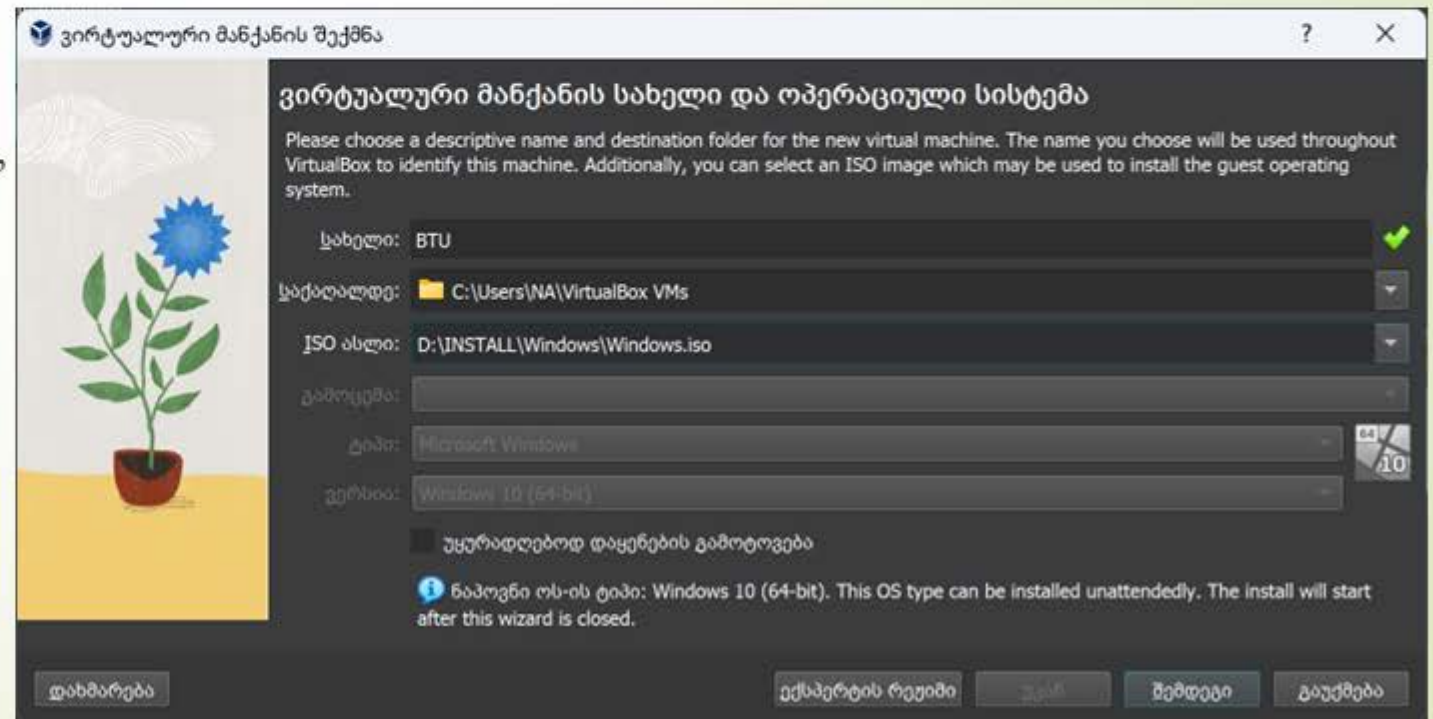 ვირტუალური მანქანის შექმნა
ვირტუალური მანქანის სახელი და ოპერაციული სისტემა
Please choose a descriptive name and destination folder for the new virtual machine. The name you choose will be used throughout
VirtualBox to identify this machine. Additionally, you can select an ISO image which may be used to install the guest operating
system.
სახელი: BTU
საქაღალდე: C:\Users\NA\VirtualBox VMs
ISO ასლი: D:\INSTALL\Windows\Windows.iso
გამოცემა:
ტიპი: Microsoft Windows 64 10
ვერსია: Windows 10 (64-bit)
უყურადღებოდ დაყენების გამოტოვება
ნაპოვნი ოს-ის ტიპი: Windows 10 (64-bit). This OS type can be installed unattendedly. The install will start
after this wizard is closed.
დახმარება ექსპერტის რეჟიმი უკან შემდეგი გაუქმება